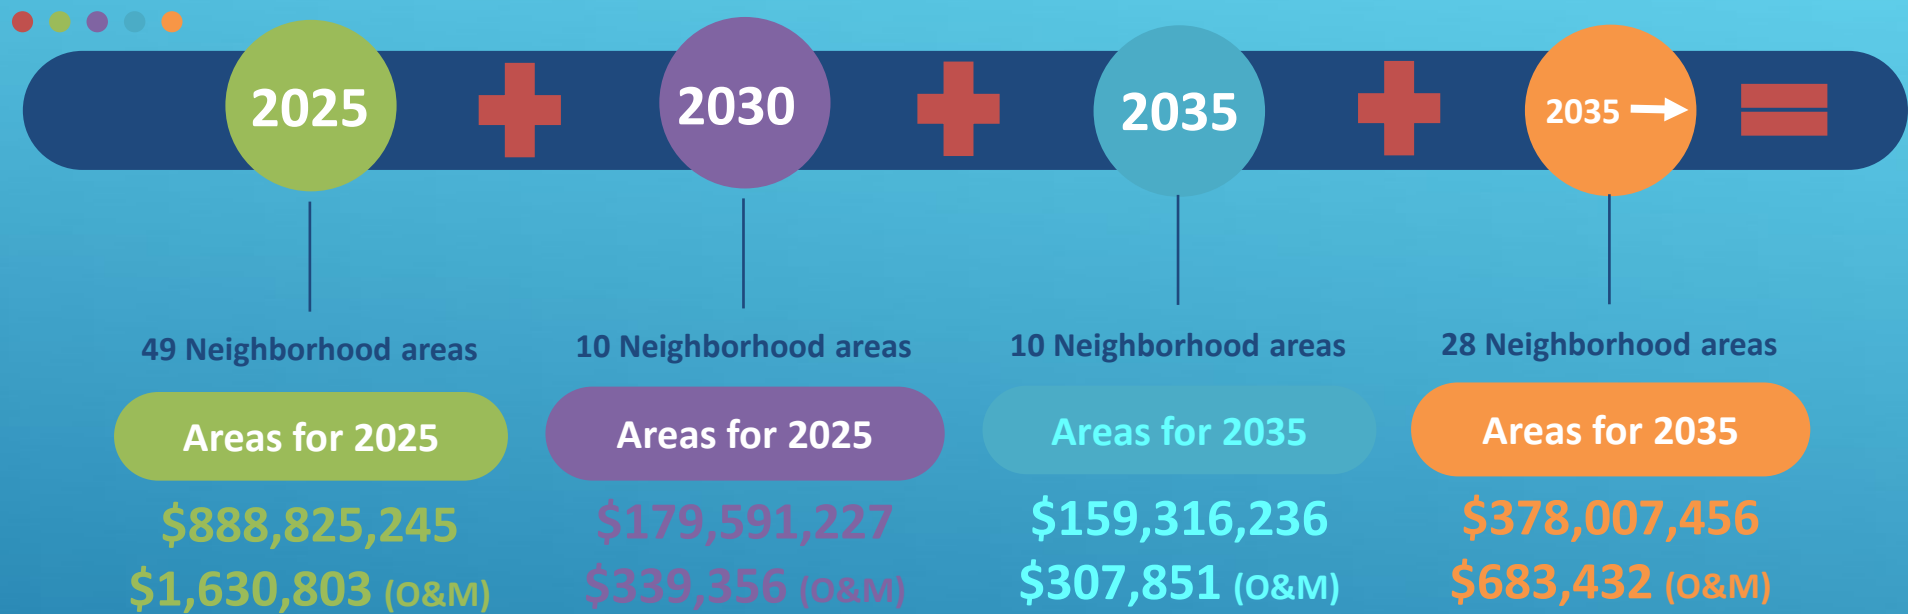 2025
2030
2035
2035
49 Neighborhood areas
10 Neighborhood areas
10 Neighborhood areas
28 Neighborhood areas
Areas for 2025
Areas for 2025
Areas for 2035
Areas for 2035
$888,825,245
$179,591,227
$159,316,236
$378,007,456
$1,630,803 (O&M)
$339,356 (O&M)
$307,851 (O&M)
$683,432 (O&M)